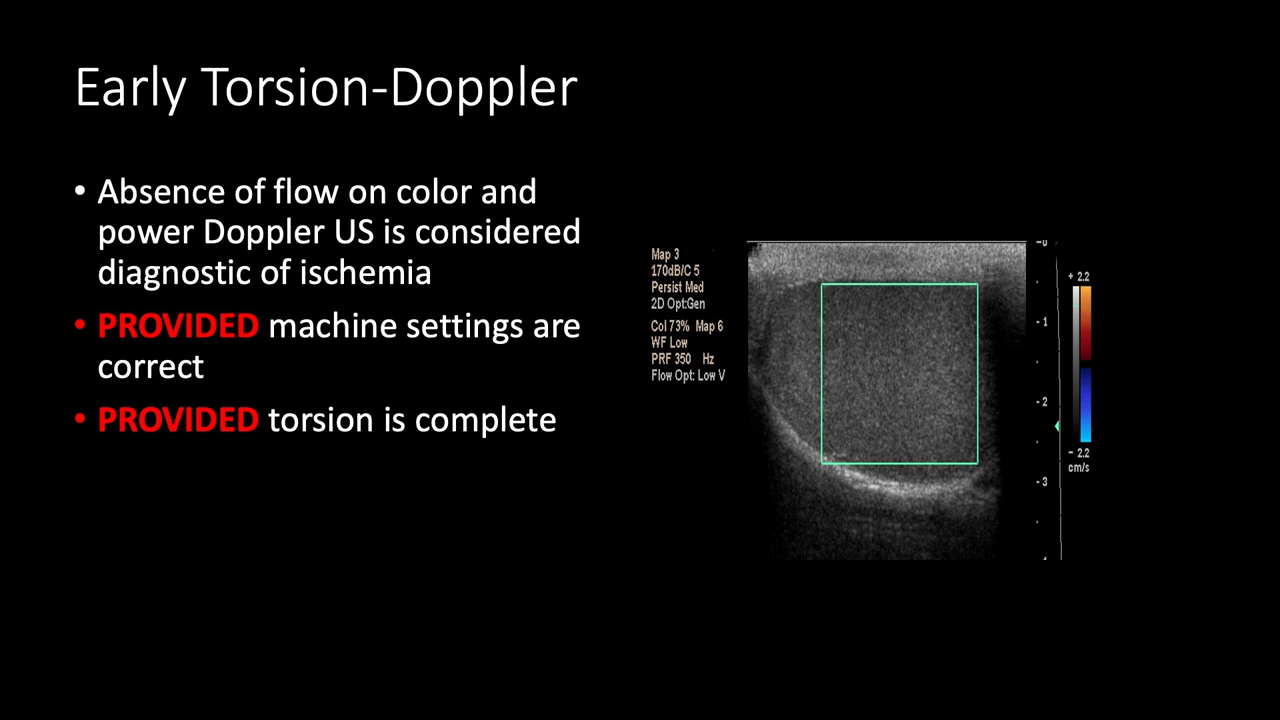 Early Torsion-Doppler
• Absence of flow on color and
power Doppler US is considered
diagnostic of ischemia
• PROVIDED machine settings are
correct
• PROVIDED torsion is complete
Map 3
170dB/C 5
Persist Med
2D Opt:Gen
Col 73% Map 6
WF Low
PRF 350 Hz
Flow Opt: Low V
-0
-1
-2
-3
+ 2.2
- 2.2
cm/s